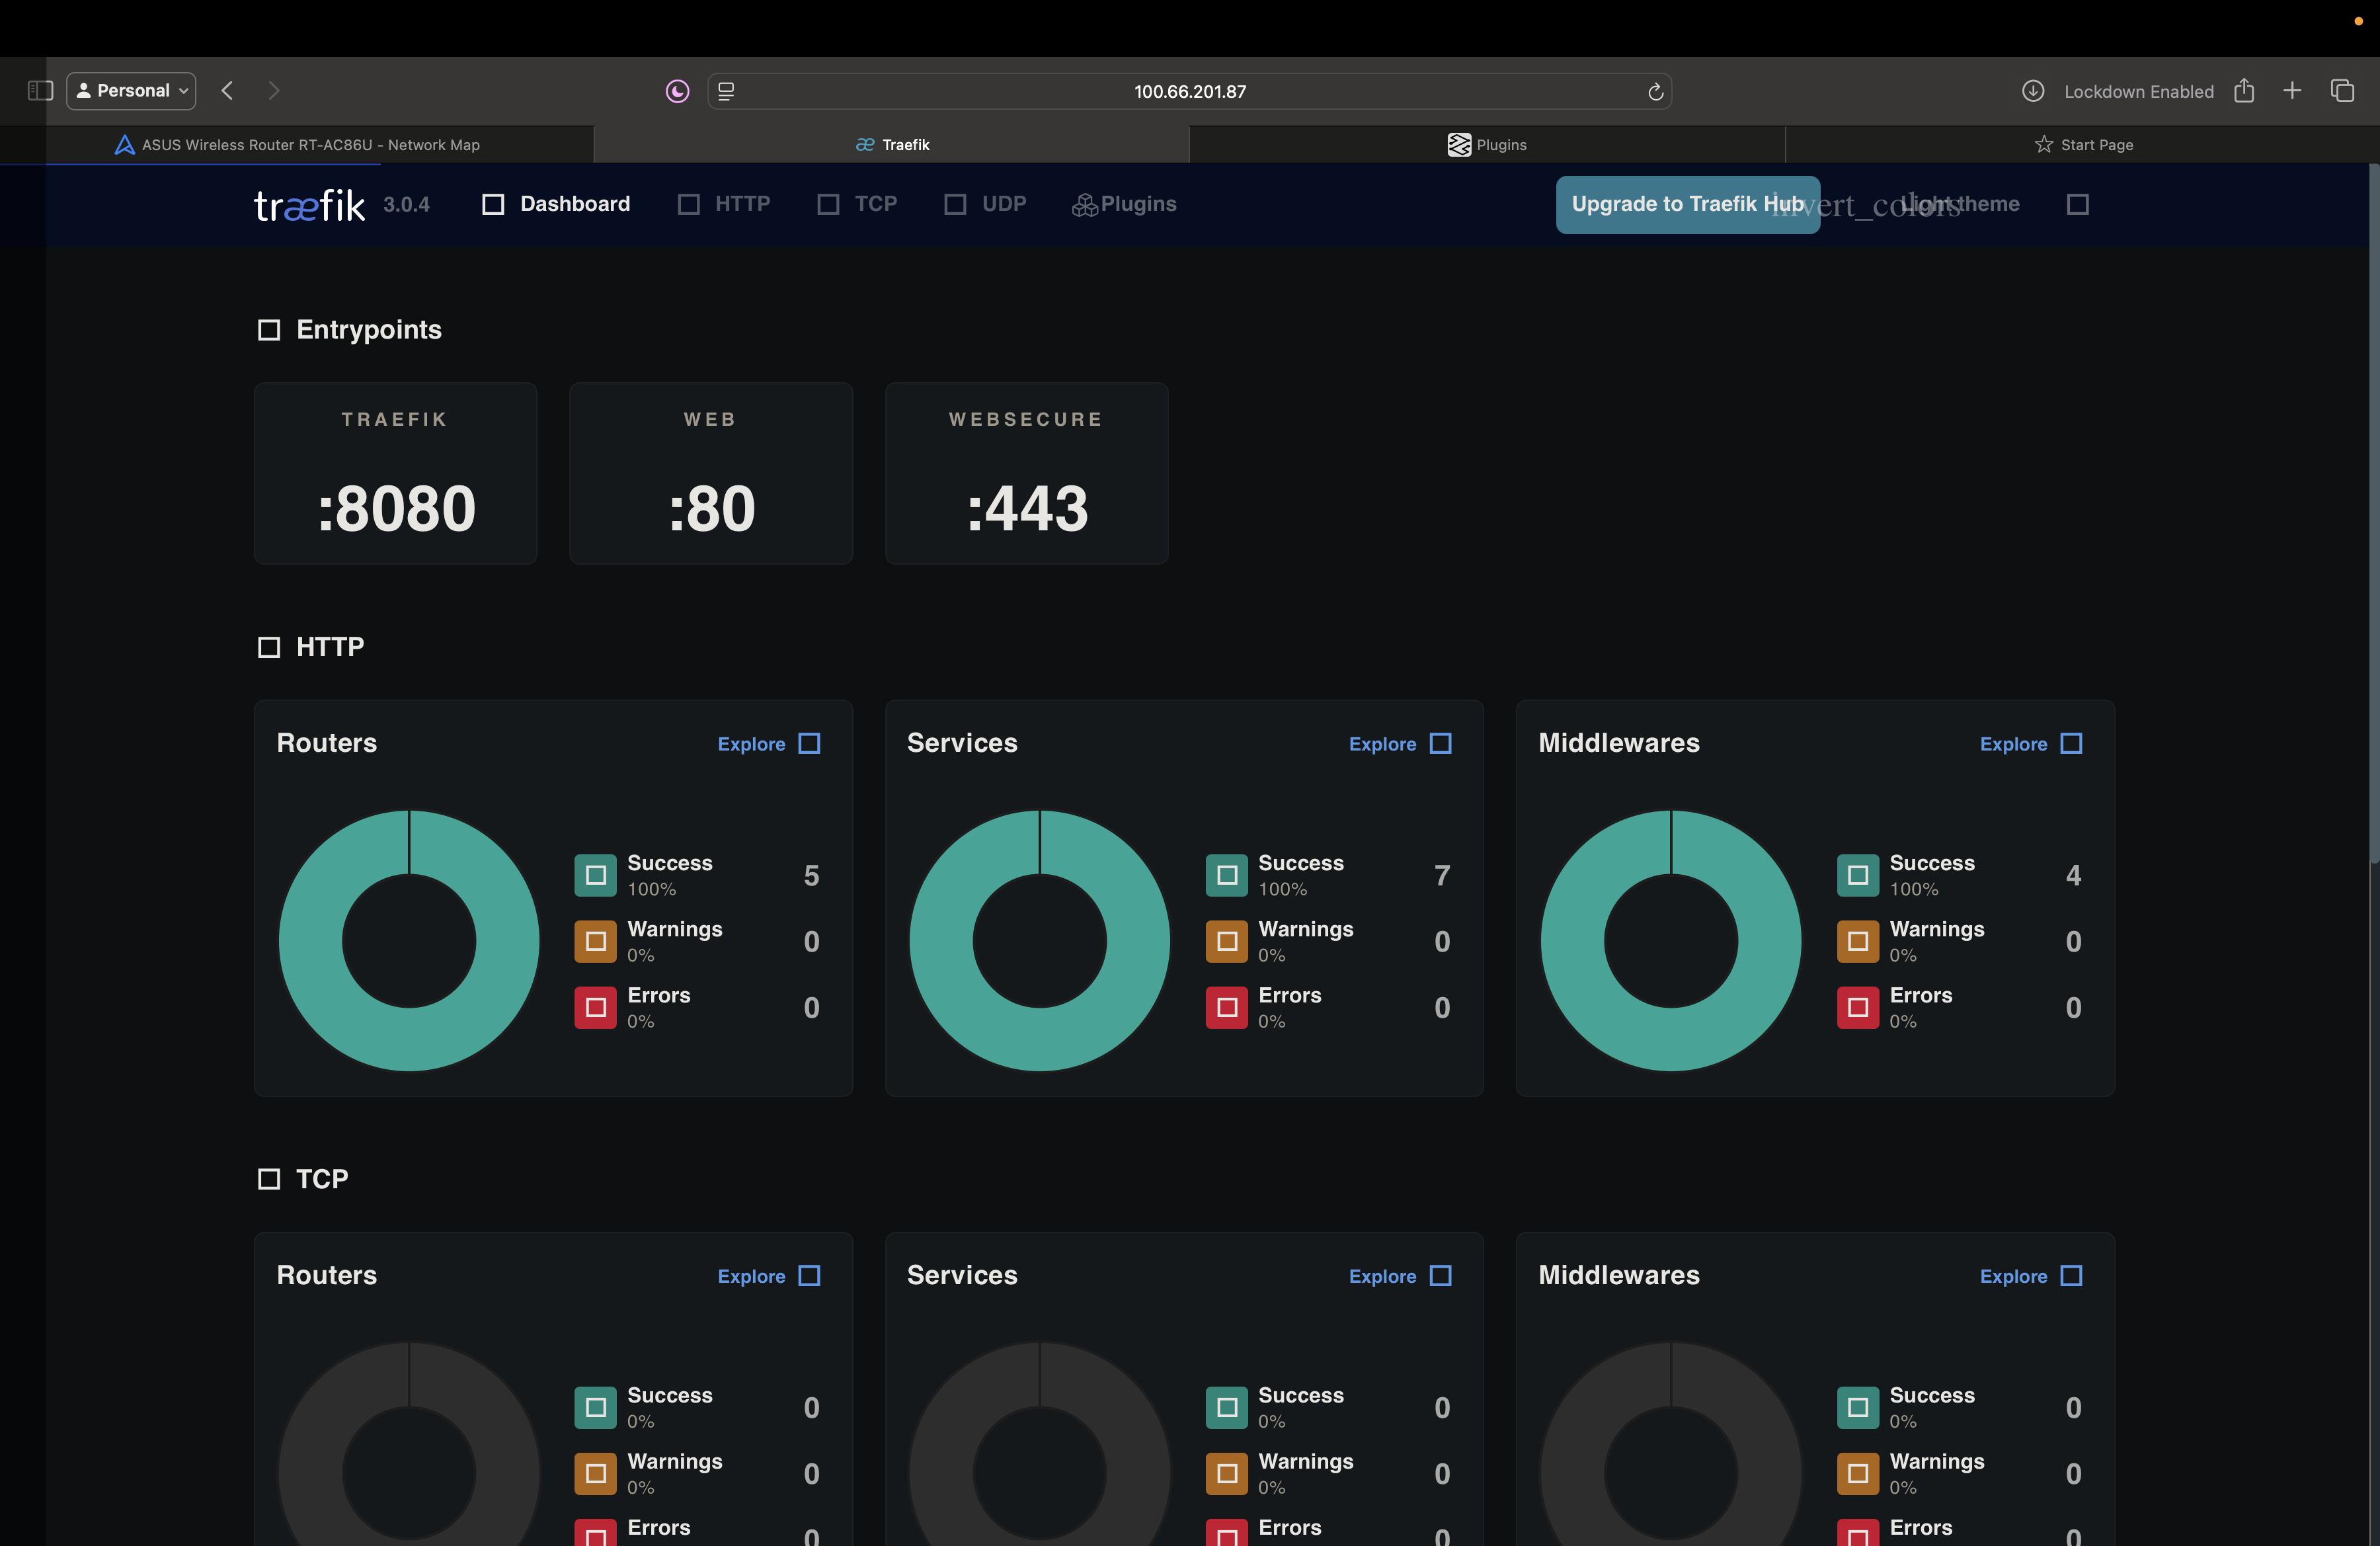 Personal
100.66.201.87
Lockdown Enabled
ASUS Wireless Router RT-AC86U - Network Map
Traefik
Plugins
Start Page
træfik 3.0.4 Dashboard HTTP TCP UDP Plugins Upgrade to Traefik Hub invert_colors Light theme
Entrypoints
TRAEFIK WEB WEBSECURE
:8080 :80 :443
HTTP
Routers Explore
Success 5
100%
Warnings 0
0%
Errors 0
0%
Services Explore
Success 7
100%
Warnings 0
0%
Errors 0
0%
Middlewares Explore
Success 4
100%
Warnings 0
0%
Errors 0
0%
TCP
Routers Explore
Success 0
0%
Warnings 0
0%
Errors 0
Services Explore
Success 0
0%
Warnings 0
0%
Errors 0
Middlewares Explore
Success 0
0%
Warnings 0
0%
Errors 0